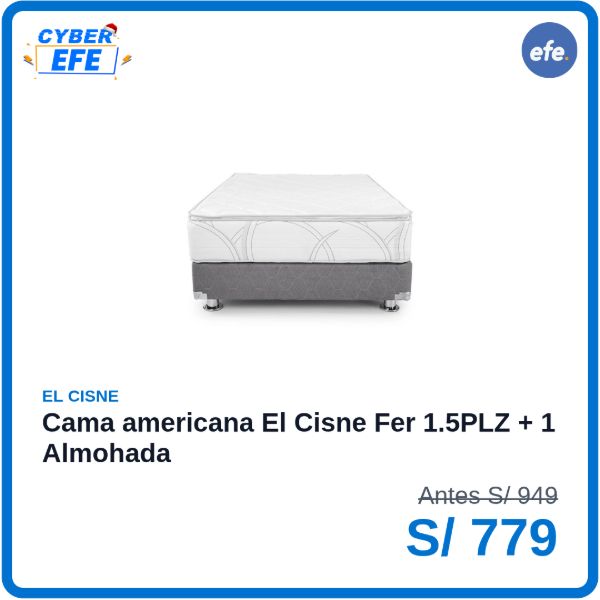 CYBER
EFE
efe.
EL CISNE
Cama americana El Cisne Fer 1.5PLZ + 1
Almohada
Antes S/ 949
S/ 779